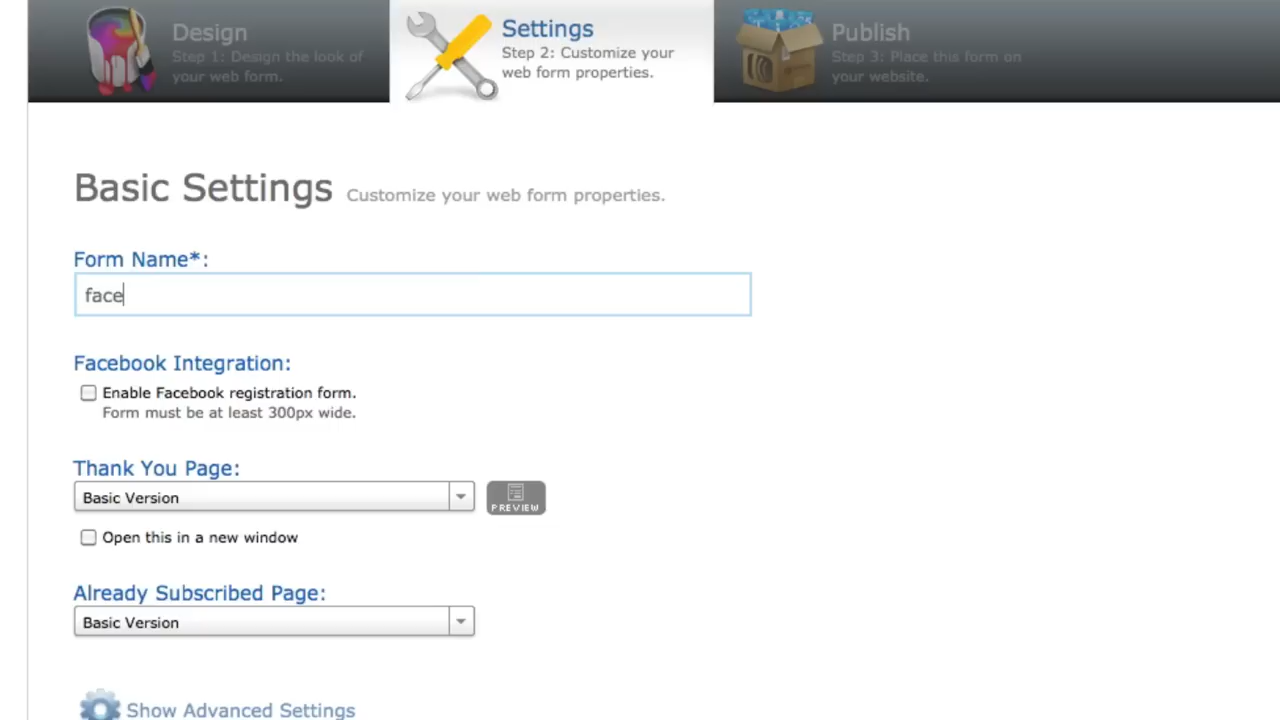 Design
Step 1: Design the look of
your web form.
Settings
Step 2: Customize your
web form properties.
Publish
Step 3: Place this form on
your website.
Basic Settings Customize your web form properties.
Form Name*:
face
Facebook Integration:
Enable Facebook registration form.
Form must be at least 300px wide.
Thank You Page:
Basic Version
PREVIEW
Open this in a new window
Already Subscribed Page:
Basic Version
Show Advanced Settings